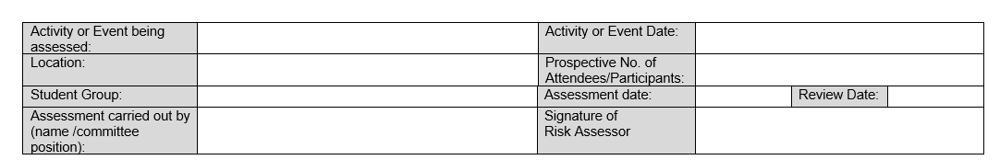 Activity or Event being
assessed:
Activity or Event Date:
Location:
Prospective No. of
Attendees/Participants:
Student Group:
Assessment date:
Review Date:
Assessment carried out by
(name /committee
position):
Signature of
Risk Assessor